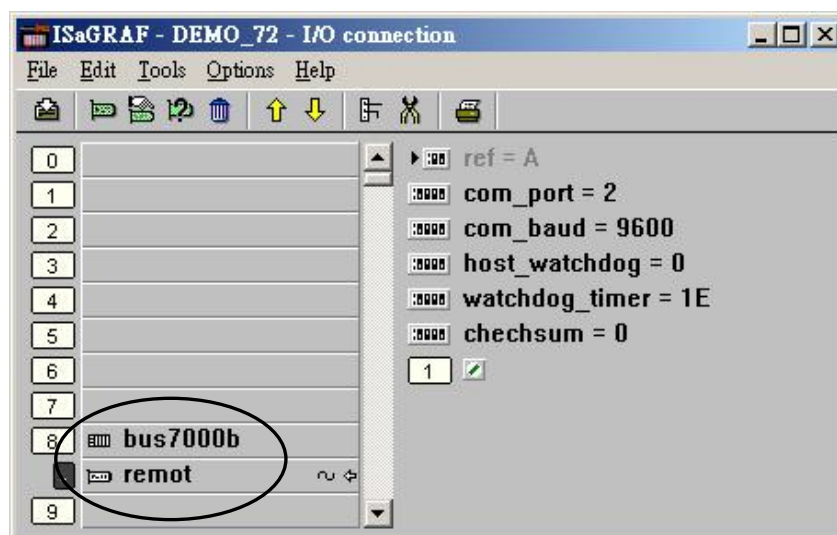 ISaGRAF - DEMO_72 - I/O connection
File Edit Tools Options Help
0
1
2
3
4
5
6
7
8 bus7000b
remot
9
ref = A
com_port = 2
com_baud = 9600
host_watchdog = 0
watchdog_timer = 1E
chechsum = 0
1